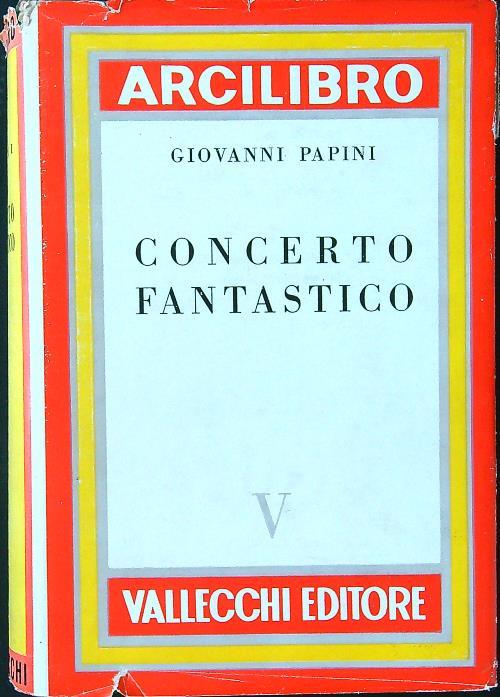 ARCILIBRO
GIOVANNI PAPINI
CONCERTO
FANTASTICO
V
VALLECCHI EDITORE